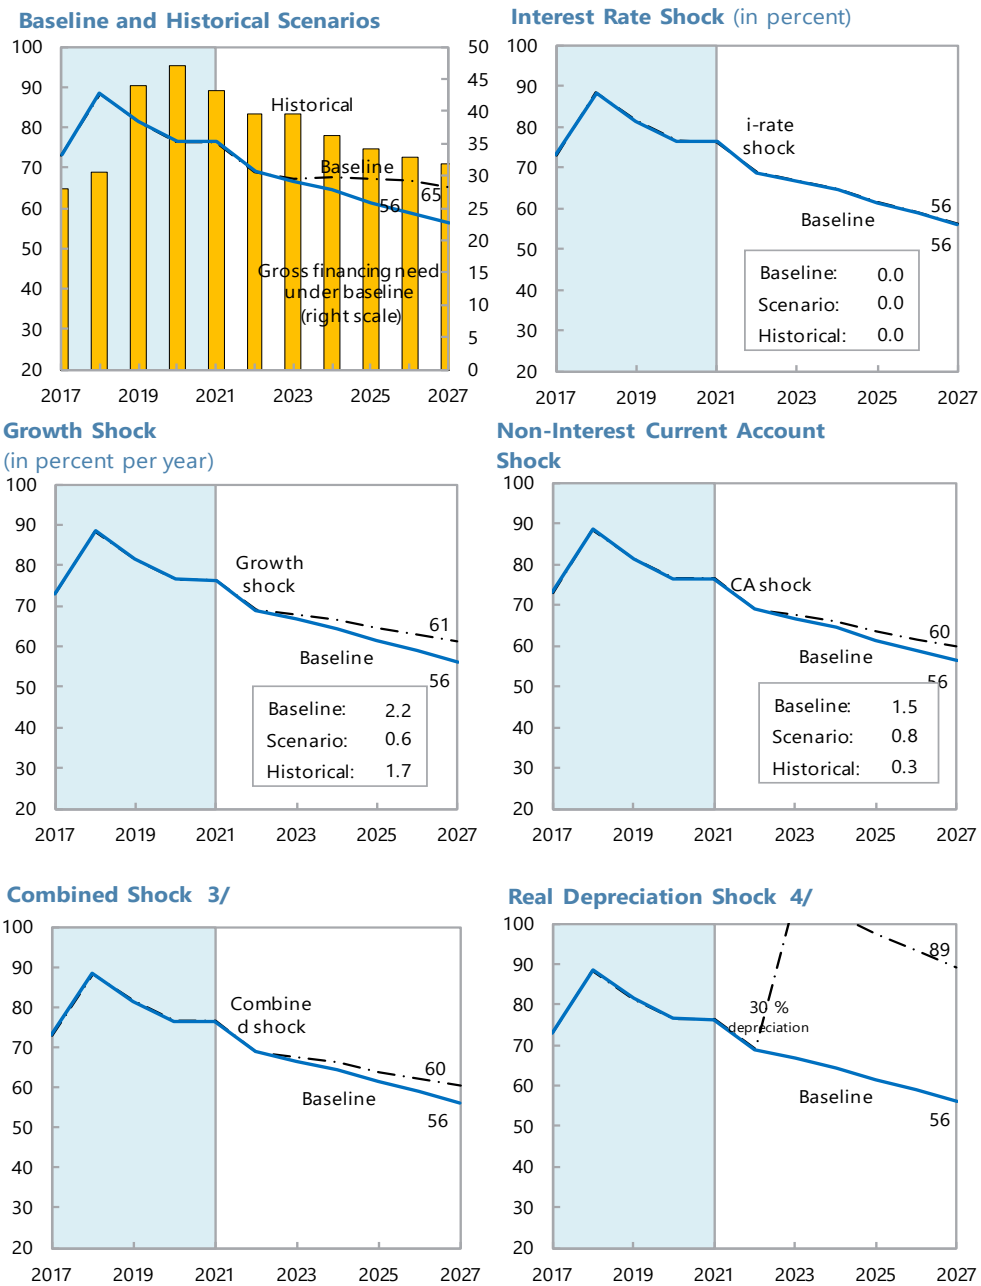 Baseline and Historical Scenarios
100
90
80
70
60
50
40
30
20
50
45
40
35
30
25
20
15
10
5
0
Historical
Baseline
65
56
Gross financing need
under baseline
(right scale)
2017 2019 2021 2023 2025 2027
Interest Rate Shock (in percent)
100
90
80
70
60
50
40
30
20
i-rate
shock
Baseline
56
56
Baseline: 0.0
Scenario: 0.0
Historical: 0.0
2017 2019 2021 2023 2025 2027
Growth Shock
(in percent per year)
100
90
80
70
60
50
40
30
20
Growth
shock
61
Baseline
56
Baseline: 2.2
Scenario: 0.6
Historical: 1.7
2017 2019 2021 2023 2025 2027
Non-Interest Current Account
Shock
100
90
80
70
60
50
40
30
20
CA shock
60
Baseline
56
Baseline: 1.5
Scenario: 0.8
Historical: 0.3
2017 2019 2021 2023 2025 2027
Combined Shock 3/
100
90
80
70
60
50
40
30
20
Combine
d shock
60
Baseline
56
2017 2019 2021 2023 2025 2027
Real Depreciation Shock 4/
100
90
80
70
60
50
40
30
20
89
30 %
depreciation
Baseline
56
2017 2019 2021 2023 2025 2027